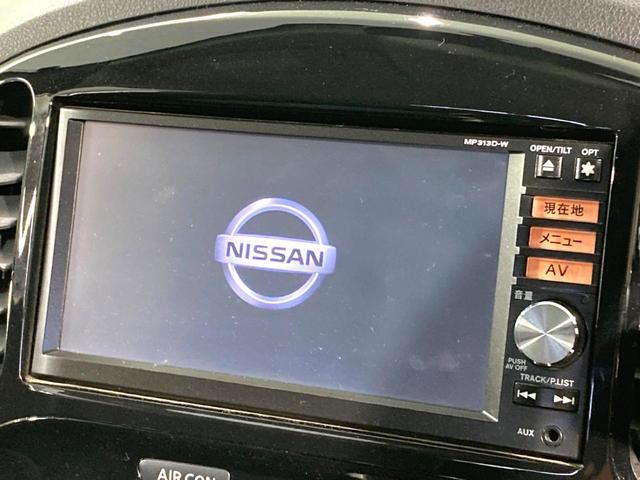 MP313D-W
OPEN/TILT OPT
現在地
メニュー
AV
NISSAN
音量
PUSH
AV OFF
TRACK/P.LIST
AUX
AIR CON